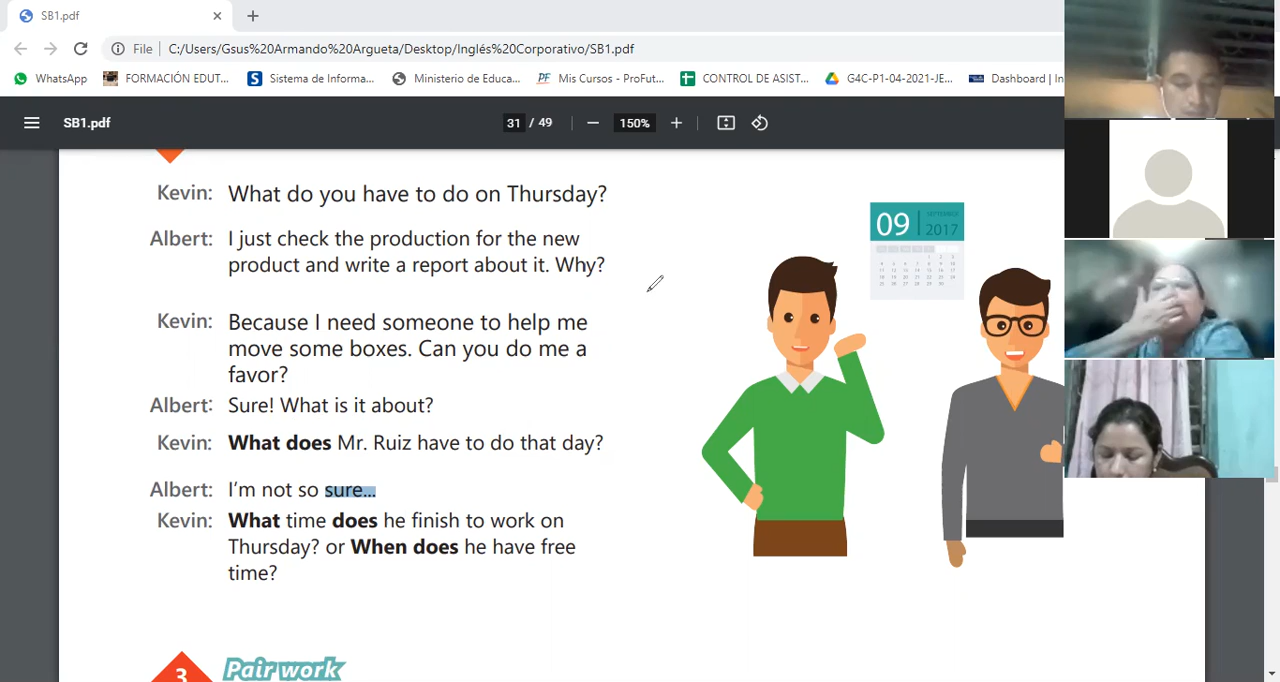 SB1.pdf
File C:/Users/Gsus%20Armando%20Argueta/Desktop/Inglés%20Corporativo/SB1.pdf
WhatsApp FORMACIÓN EDUT... Sistema de Informa... Ministerio de Educa... Mis Cursos - ProFut... CONTROL DE ASIST... G4C-P1-04-2021-JE... Dashboard | In
SB1.pdf 31 / 49 150%
Kevin: What do you have to do on Thursday?
09 SEPTEMBER
2017
Albert: I just check the production for the new
product and write a report about it. Why?
Kevin: Because I need someone to help me
move some boxes. Can you do me a
favor?
Albert: Sure! What is it about?
Kevin: What does Mr. Ruiz have to do that day?
Albert: I'm not so sure...
Kevin: What time does he finish to work on
Thursday? or When does he have free
time?
3 Pair work